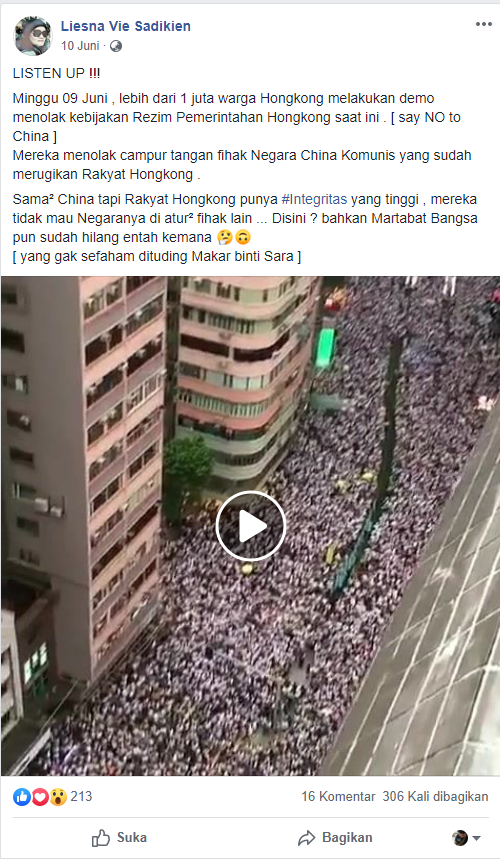 Liesna Vie Sadikien
10 Juni ·
LISTEN UP !!!
Minggu 09 Juni , lebih dari 1 juta warga Hongkong melakukan demo
menolak kebijakan Rezim Pemerintahan Hongkong saat ini . [ say NO to
China ]
Mereka menolak campur tangan fihak Negara China Komunis yang sudah
merugikan Rakyat Hongkong .
Sama² China tapi Rakyat Hongkong punya #Integritas yang tinggi , mereka
tidak mau Negaranya di atur² fihak lain ... Disini ? bahkan Martabat Bangsa
pun sudah hilang entah kemana 🤔🙃
[ yang gak sefaham dituding Makar binti Sara ]
213
16 Komentar 306 Kali dibagikan
Suka Bagikan